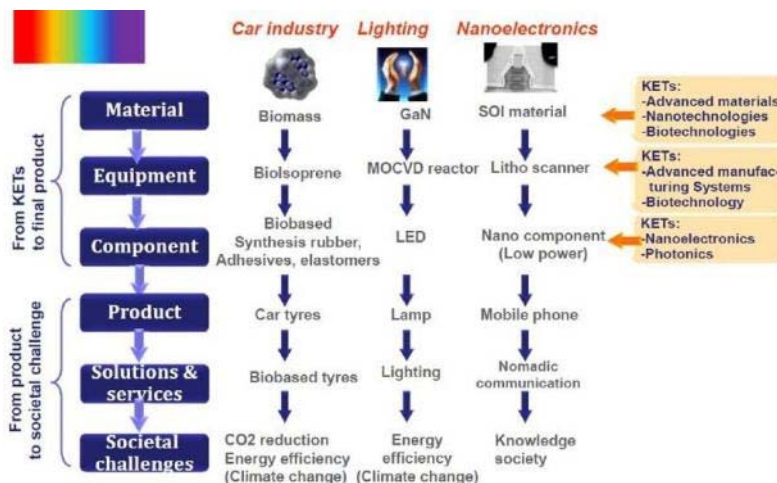 Car industry
Lighting
Nanoelectronics
From KETs
to final product
Material
Biomass
GaN
SOI material
KETs:
-Advanced materials
-Nanotechnologies
-Biotechnologies
Equipment
BioIsoprene
MOCVD reactor
Litho scanner
KETs:
-Advanced manufac
turing Systems
-Biotechnology
Component
Biobased
Synthesis rubber,
Adhesives, elastomers
LED
Nano component
(Low power)
KETs:
-Nanoelectronics
-Photonics
From product
to societal challenge
Product
Car tyres
Lamp
Mobile phone
Solutions &
services
Biobased tyres
Lighting
Nomadic
communication
Societal
challenges
CO2 reduction
Energy efficiency
(Climate change)
Energy
efficiency
(Climate change)
Knowledge
society